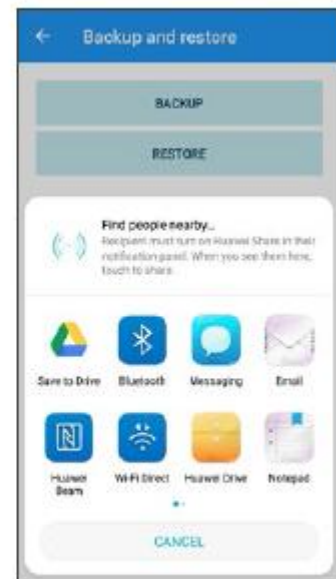 Backup and restore
BACKUP
RESTORE
Find people nearby...
Recipient must turn on Huawei Share in their
notification panel. When you see them here,
touch to share.
Save to Drive
Bluetooth
Messaging
Email
Huawei
Beam
Wi-Fi Direct
Huawei Drive
Notepad
CANCEL